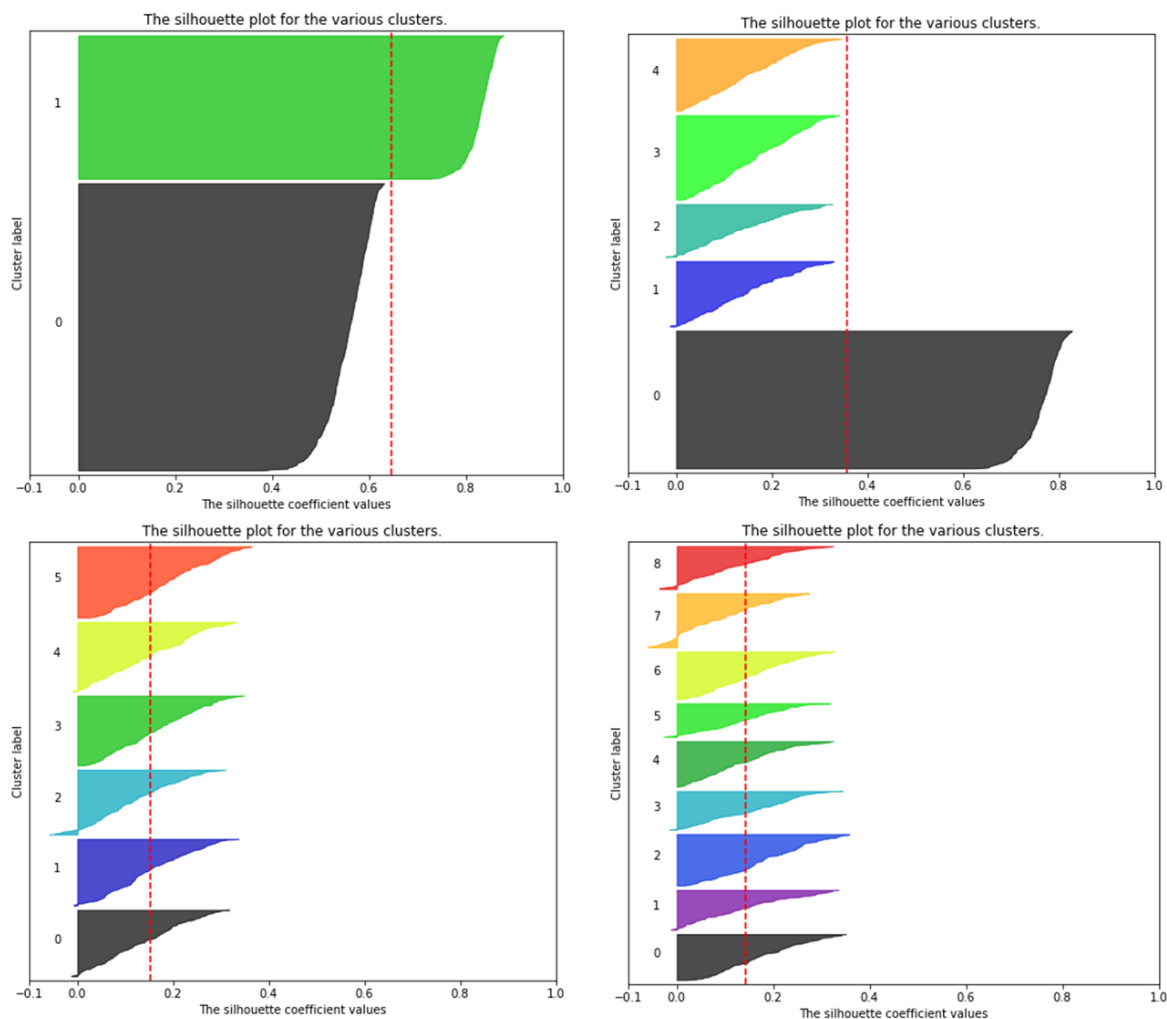 The silhouette plot for the various clusters.
1
0
Cluster label
−0.1 0.0 0.2 0.4 0.6 0.8 1.0
The silhouette coefficient values
The silhouette plot for the various clusters.
4
3
2
1
0
Cluster label
−0.1 0.0 0.2 0.4 0.6 0.8 1.0
The silhouette coefficient values
The silhouette plot for the various clusters.
5
4
3
2
1
0
Cluster label
−0.1 0.0 0.2 0.4 0.6 0.8 1.0
The silhouette coefficient values
The silhouette plot for the various clusters.
8
7
6
5
4
3
2
1
0
Cluster label
−0.1 0.0 0.2 0.4 0.6 0.8 1.0
The silhouette coefficient values